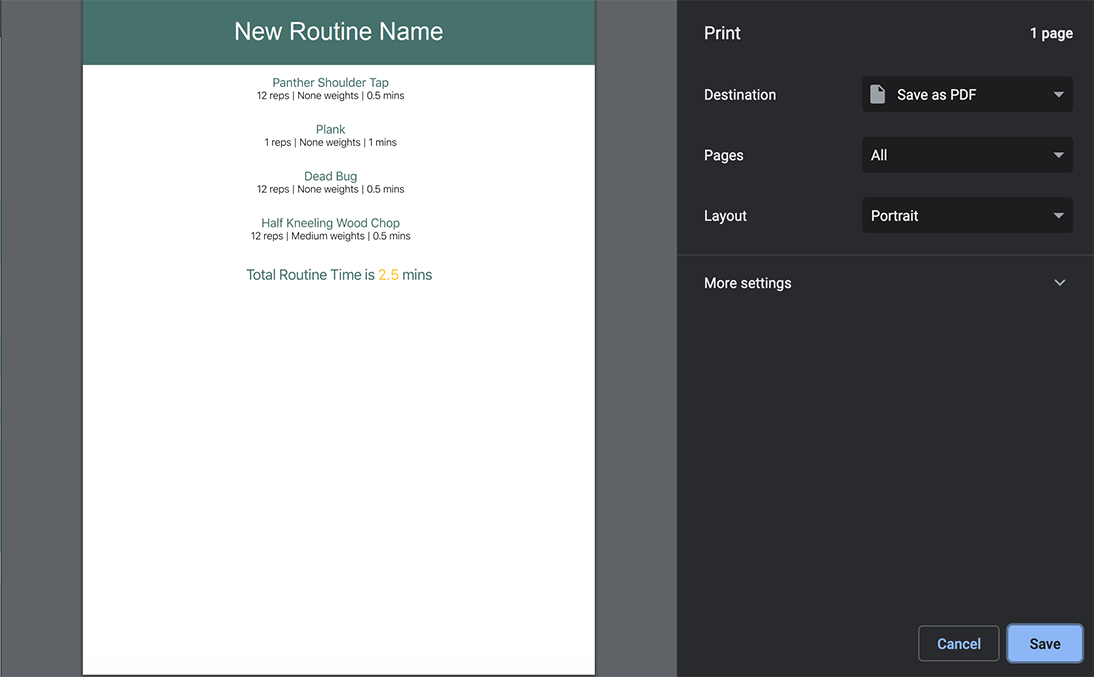 New Routine Name
Panther Shoulder Tap
12 reps | None weights | 0.5 mins
Plank
1 reps | None weights | 1 mins
Dead Bug
12 reps | None weights | 0.5 mins
Half Kneeling Wood Chop
12 reps | Medium weights | 0.5 mins
Total Routine Time is 2.5 mins
Print 1 page
Destination Save as PDF
Pages All
Layout Portrait
More settings
Cancel Save